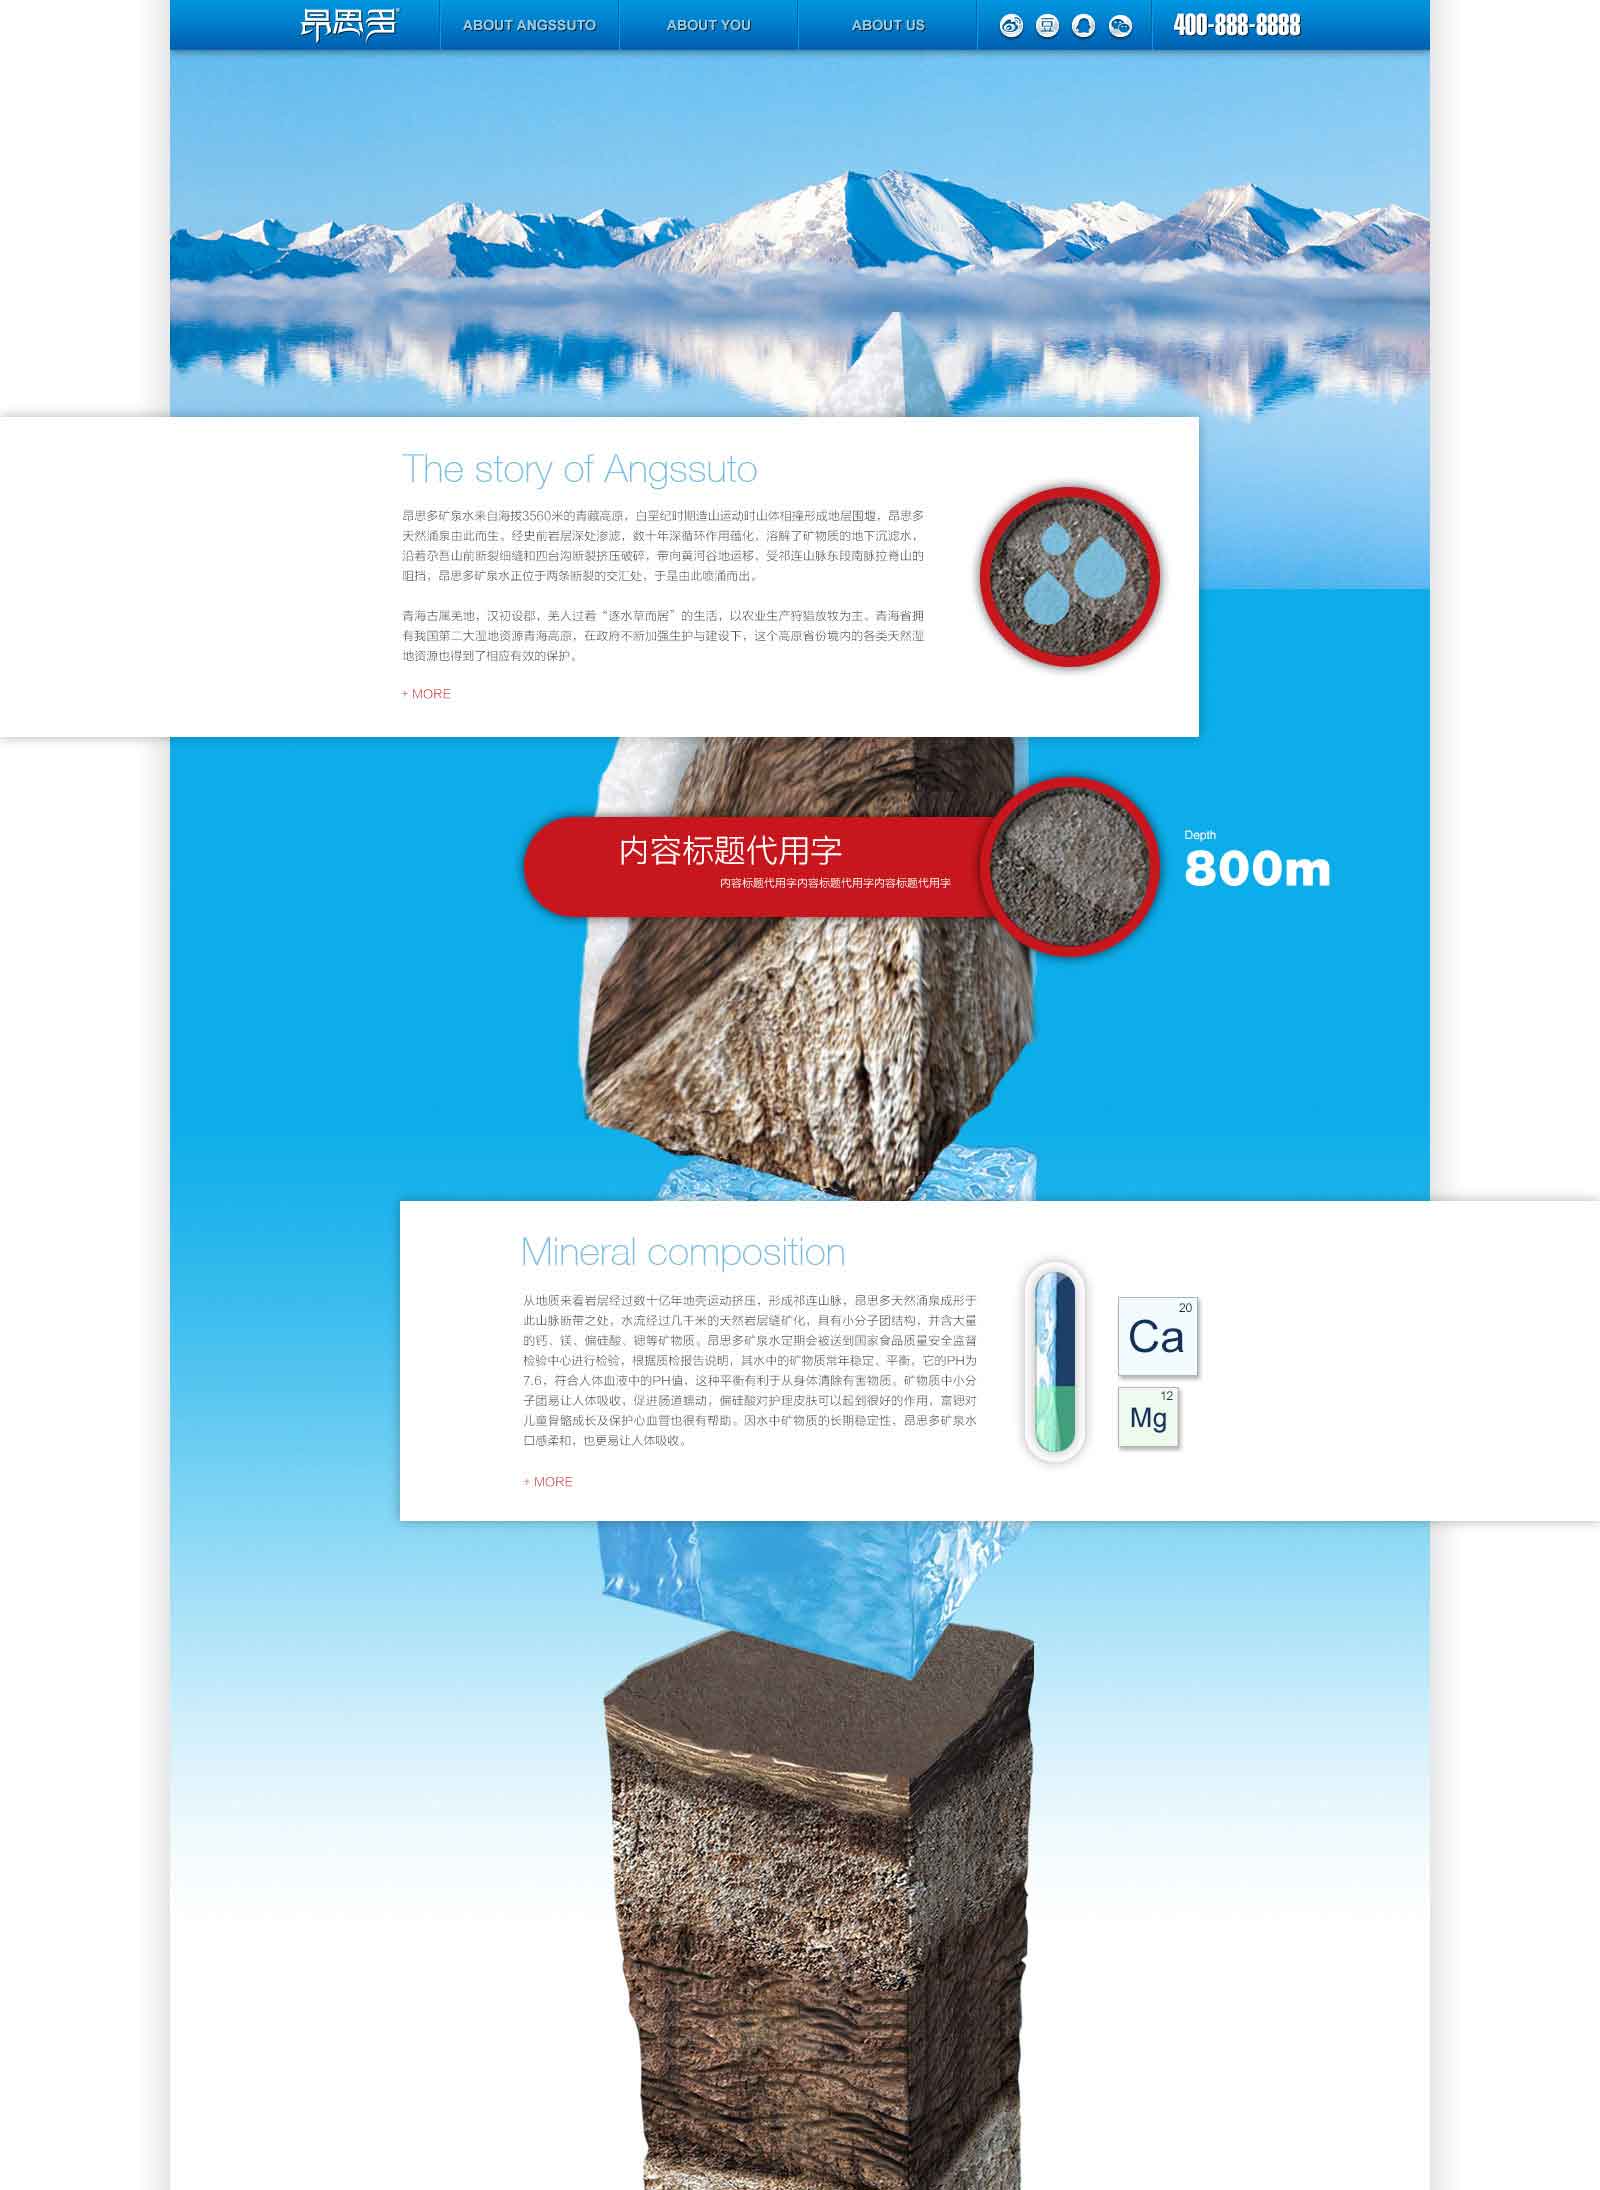 昂思多®
ABOUT ANGSSUTO
ABOUT YOU
ABOUT US
400-888-8888
The story of Angssuto
昂思多矿泉水来自海拔3560米的青藏高原，白垩纪时期造山运动时山体相撞形成地层围堰，昂思多
天然涌泉由此而生。经史前岩层深处渗滤，数十年深循环作用蕴化，溶解了矿物质的地下沉滤水，
沿着尕吾山前断裂细缝和四台沟断裂挤压破碎，带向黄河谷地运移、受祁连山脉东段南脉拉脊山的
阻挡，昂思多矿泉水正位于两条断裂的交汇处，于是由此喷涌而出。
青海古属羌地，汉初设郡，羌人过着“逐水草而居”的生活，以农业生产狩猎放牧为主。青海省拥
有我国第二大湿地资源青海高原，在政府不断加强生护与建设下，这个高原省份境内的各类天然湿
地资源也得到了相应有效的保护。
+ MORE
内容标题代用字
内容标题代用字内容标题代用字内容标题代用字
Depth
800m
Mineral composition
从地质来看岩层经过数十亿年地壳运动挤压，形成祁连山脉，昂思多天然涌泉成形于
此山脉断带之处，水流经过几千米的天然岩层缝矿化，具有小分子团结构，并含大量
的钙、镁、偏硅酸、锶等矿物质。昂思多矿泉水定期会被送到国家食品质量安全监督
检验中心进行检验，根据质检报告说明，其水中的矿物质常年稳定、平衡，它的PH为
7.6，符合人体血液中的PH值，这种平衡有利于从身体清除有害物质。矿物质中小分
子团易让人体吸收，促进肠道蠕动，偏硅酸对护理皮肤可以起到很好的作用，富锶对
儿童骨骼成长及保护心血管也很有帮助。因水中矿物质的长期稳定性，昂思多矿泉水
口感柔和，也更易让人体吸收。
+ MORE
20
Ca
12
Mg